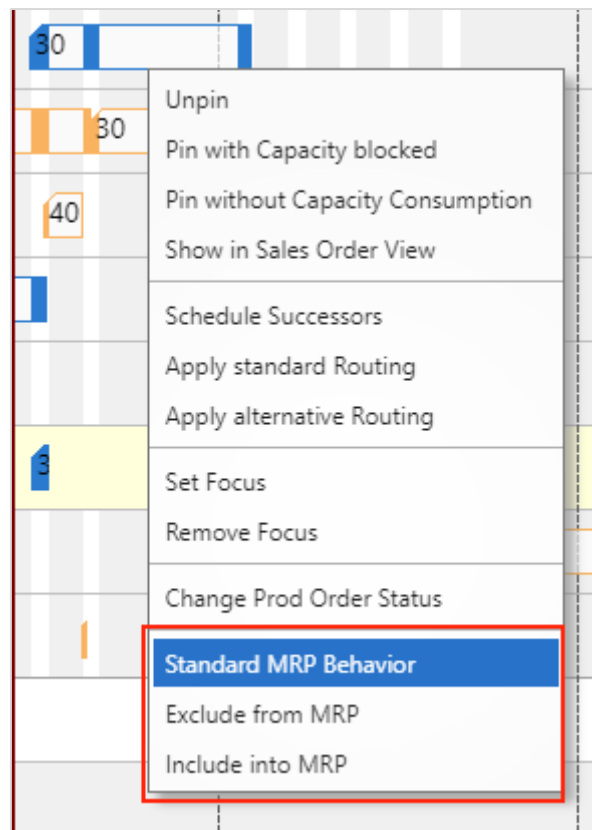 30
30
40
3
Unpin
Pin with Capacity blocked
Pin without Capacity Consumption
Show in Sales Order View
Schedule Successors
Apply standard Routing
Apply alternative Routing
Set Focus
Remove Focus
Change Prod Order Status
Standard MRP Behavior
Exclude from MRP
Include into MRP